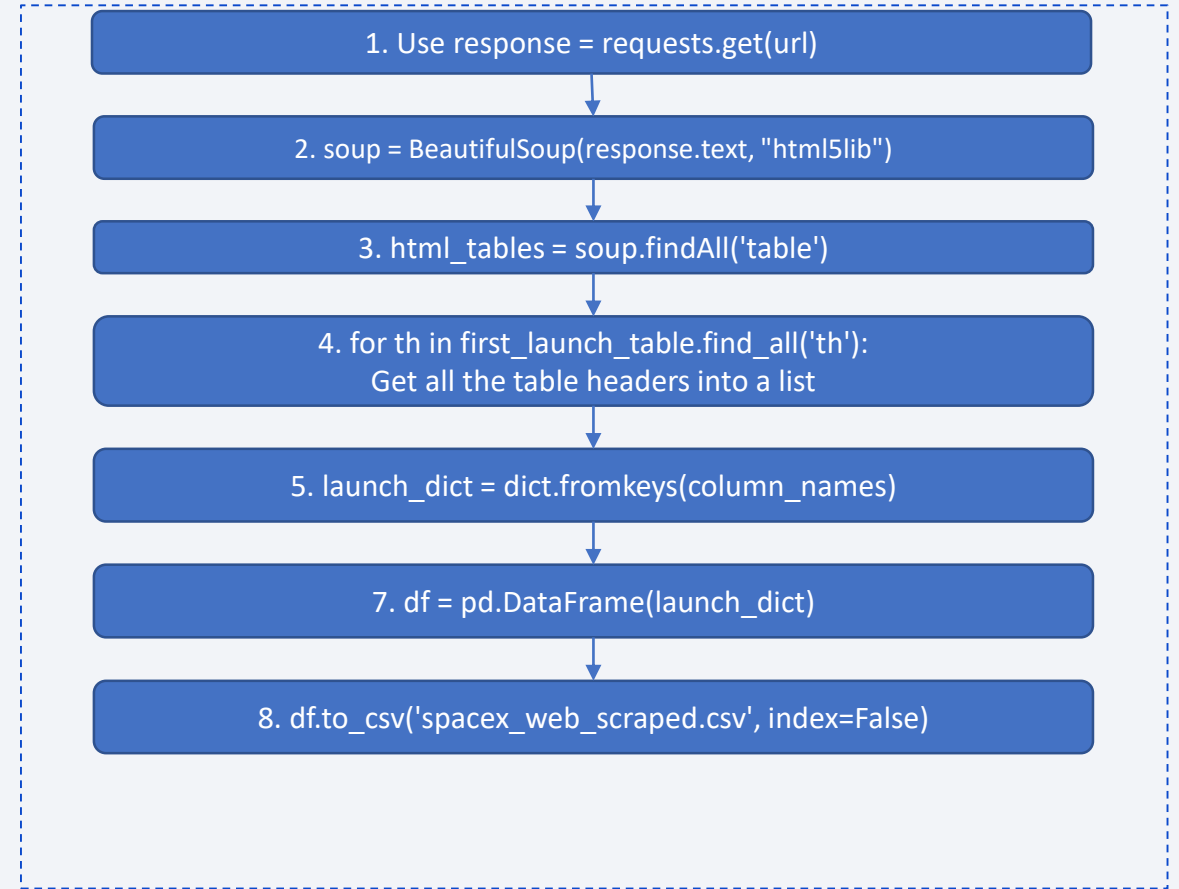 1. Use response = requests.get(url)
2. soup = BeautifulSoup(response.text, "html5lib")
3. html_tables = soup.findAll('table')
4. for th in first_launch_table.find_all('th'):
Get all the table headers into a list
5. launch_dict = dict.fromkeys(column_names)
7. df = pd.DataFrame(launch_dict)
8. df.to_csv('spacex_web_scraped.csv', index=False)